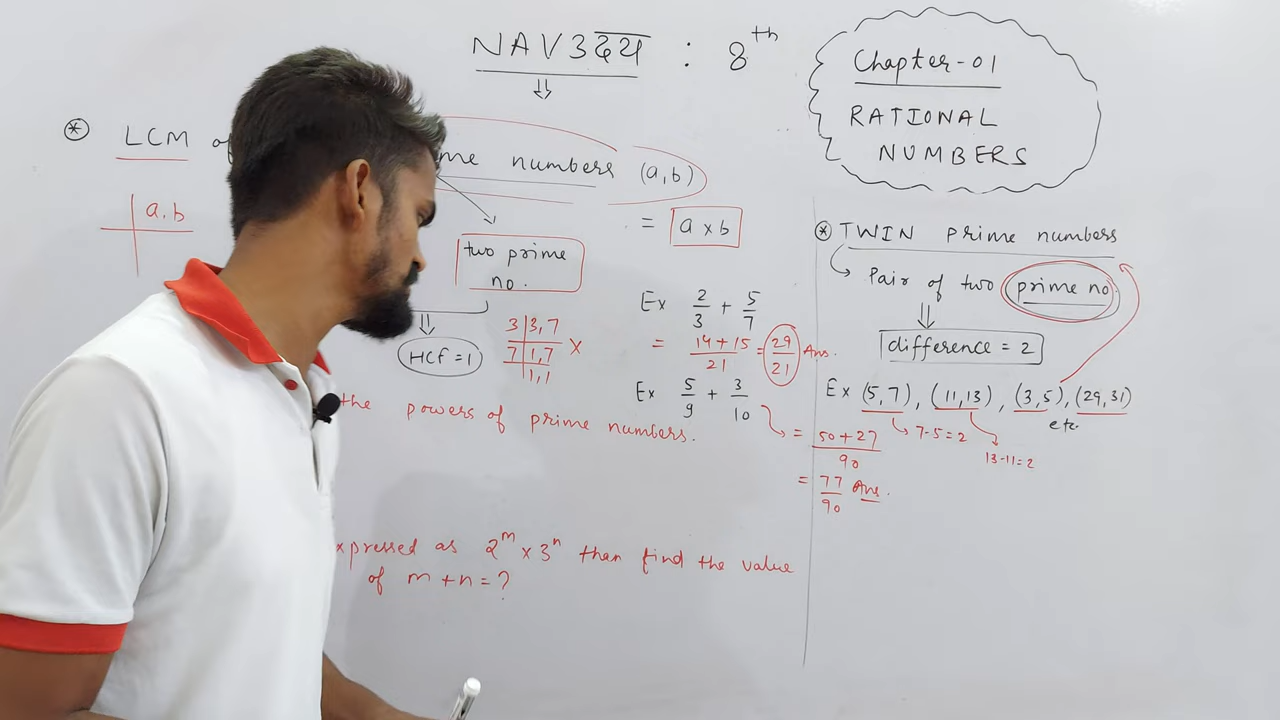 NAV3दय : 8th
⇓
Chapter-01
RATIONAL
NUMBERS
* LCM of
me numbers (a,b)
= a x b
a.b
two prime
no.
HCF = 1
3 | 3, 7
7 | 1, 7 X
1, 1
Ex 2/3 + 5/7
= 14+15/21 = 29/21 Ans.
Ex 5/9 + 3/10
= 50+27/90
= 77/90 Ans.
the powers of prime numbers.
xpressed as 2^m x 3^n than find the value
of m + n = ?
* TWIN prime numbers
Pair of two prime no.
⇓
difference = 2
Ex (5,7), (11,13), (3,5), (29,31)
etc.
7-5=2
13-11=2